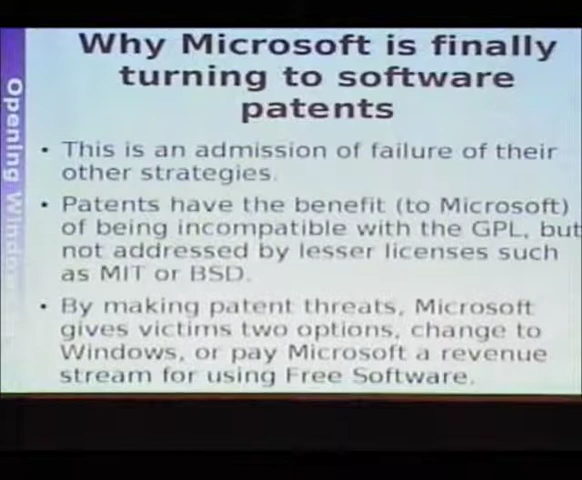 Why Microsoft is finally
turning to software
patents
• This is an admission of failure of their
other strategies.
• Patents have the benefit (to Microsoft)
of being incompatible with the GPL, but
not addressed by lesser licenses such
as MIT or BSD.
• By making patent threats, Microsoft
gives victims two options, change to
Windows, or pay Microsoft a revenue
stream for using Free Software.
Opening Windows